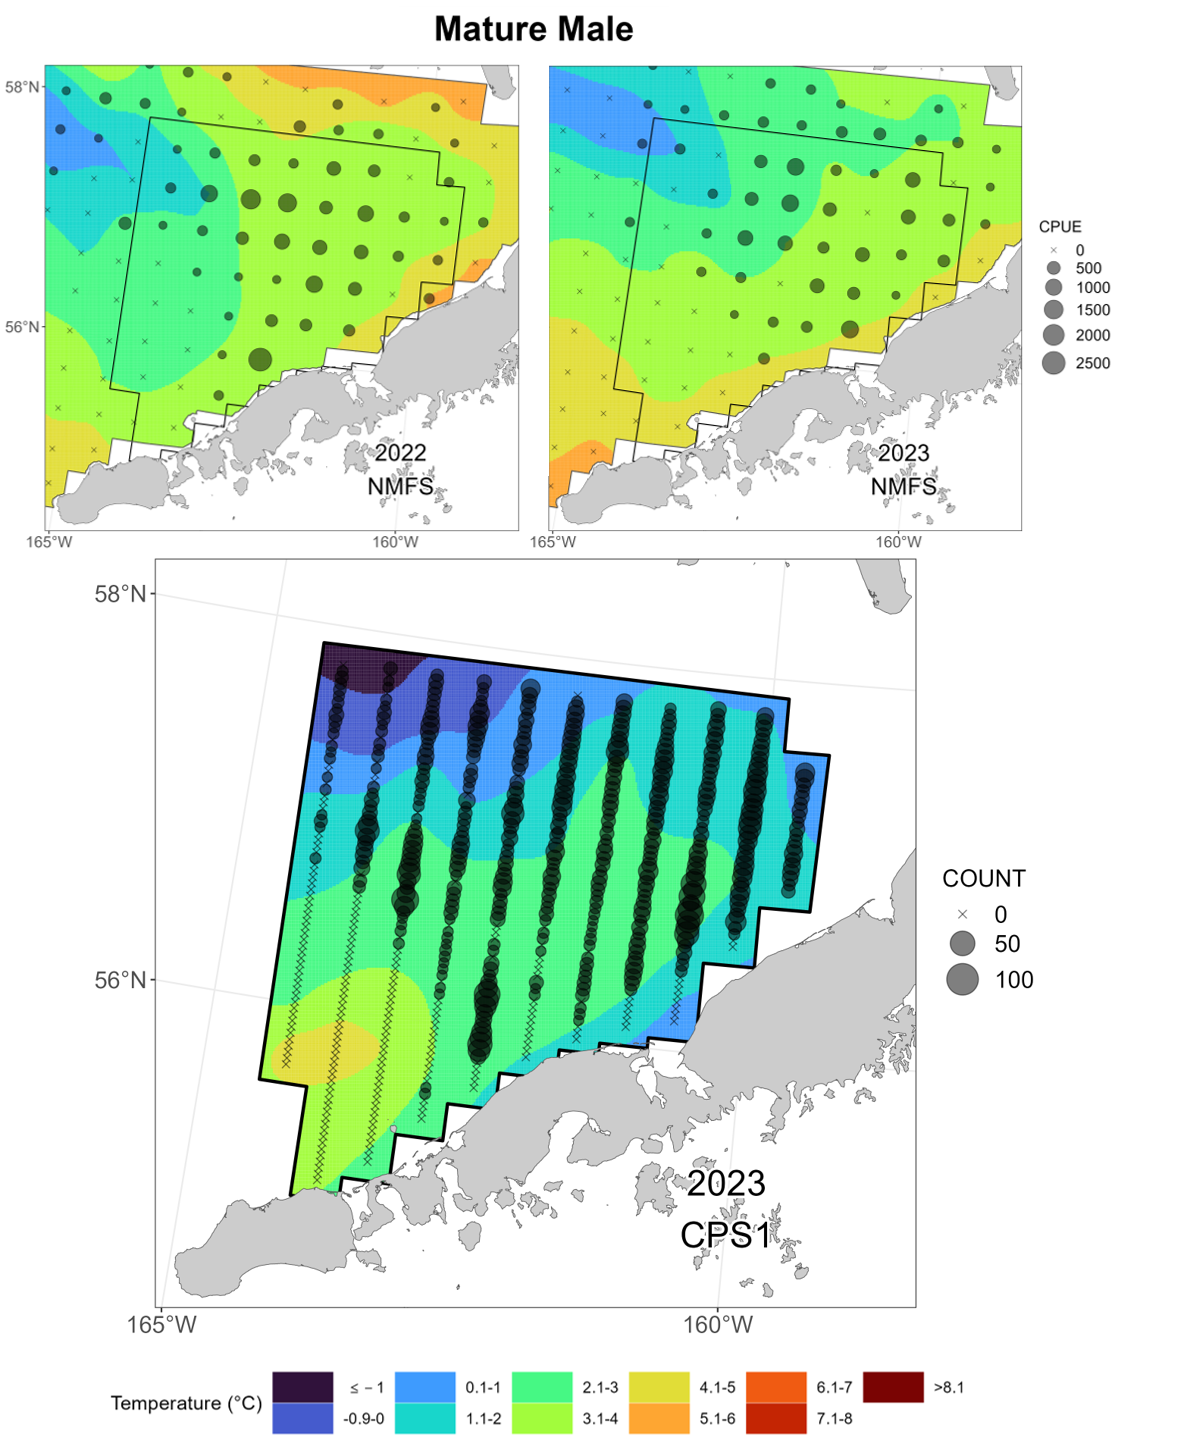 Mature Male
58°N
56°N
165°W
160°W
2022
NMFS
165°W
160°W
2023
NMFS
CPUE
0
500
1000
1500
2000
2500
58°N
56°N
165°W
160°W
2023
CPS1
COUNT
0
50
100
Temperature (°C)
≤ − 1
-0.9-0
0.1-1
1.1-2
2.1-3
3.1-4
4.1-5
5.1-6
6.1-7
7.1-8
>8.1